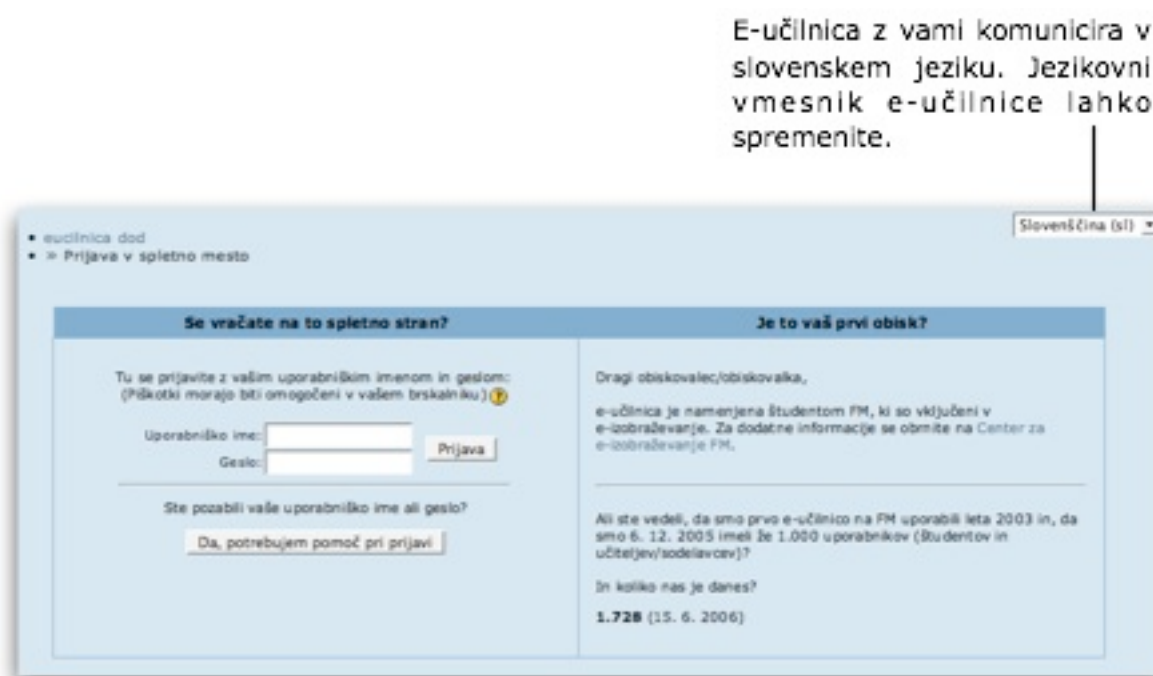 E-učilnica z vami komunicira v
slovenskem jeziku. Jezikovni
vmesnik e-učilnice lahko
spremenite.
Slovenščina (sl)
• eucilnica dod
• » Prijava v spletno mesto
Se vračate na to spletno stran?
Tu se prijavite z vašim uporabniškim imenom in geslom:
(Piškotki morajo biti omogočeni v vašem brskalniku) ?
Uporabniško ime:
Geslo:
Prijava
Ste pozabili vaše uporabniško ime ali geslo?
Da, potrebujem pomoč pri prijavi
Je to vaš prvi obisk?
Dragi obiskovalec/obiskovalka,
e-učilnica je namenjena študentom FM, ki so vključeni v
e-izobraževanje. Za dodatne informacije se obrnite na Center za
e-izobraževanje FM.
Ali ste vedeli, da smo prvo e-učilnico na FM uporabili leta 2003 in, da
smo 6. 12. 2005 imeli že 1.000 uporabnikov (študentov in
učiteljev/sodelavcev)?
In koliko nas je danes?
1.728 (15. 6. 2006)